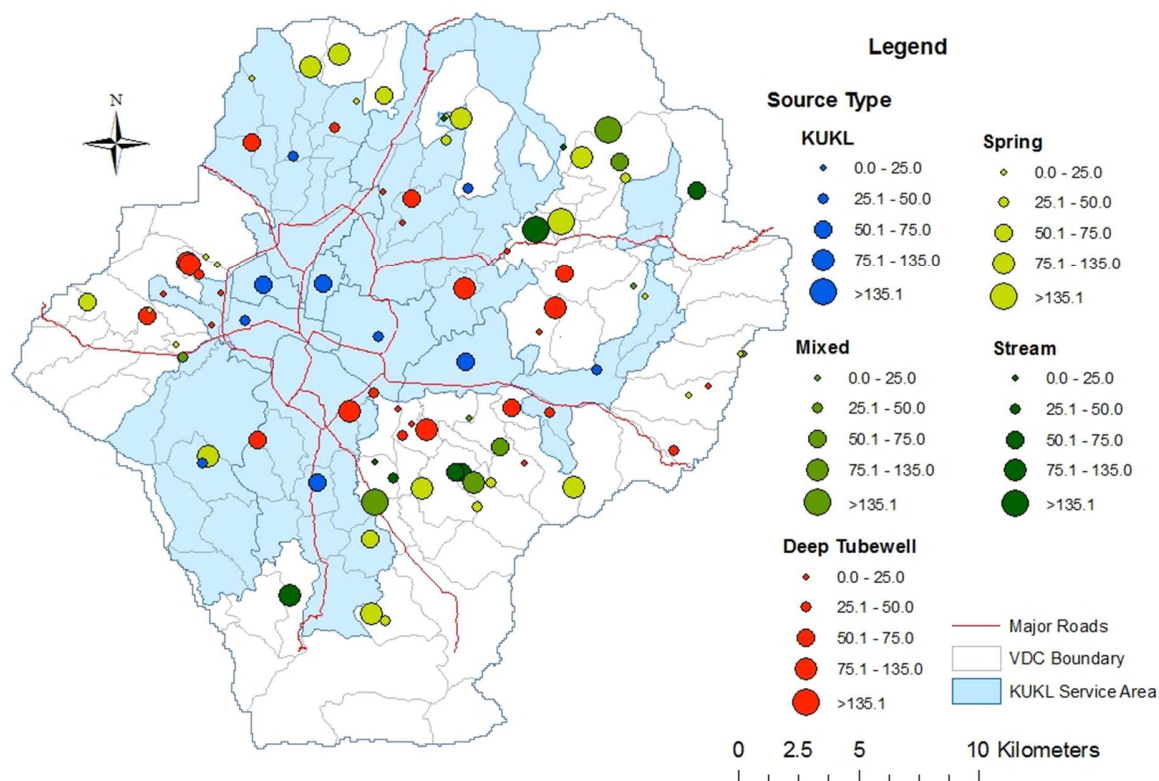 Legend
N
Source Type
KUKL
0.0 - 25.0
25.1 - 50.0
50.1 - 75.0
75.1 - 135.0
>135.1
Spring
0.0 - 25.0
25.1 - 50.0
50.1 - 75.0
75.1 - 135.0
>135.1
Mixed
0.0 - 25.0
25.1 - 50.0
50.1 - 75.0
75.1 - 135.0
>135.1
Stream
0.0 - 25.0
25.1 - 50.0
50.1 - 75.0
75.1 - 135.0
>135.1
Deep Tubewell
0.0 - 25.0
25.1 - 50.0
50.1 - 75.0
75.1 - 135.0
>135.1
Major Roads
VDC Boundary
KUKL Service Area
0 2.5 5 10 Kilometers